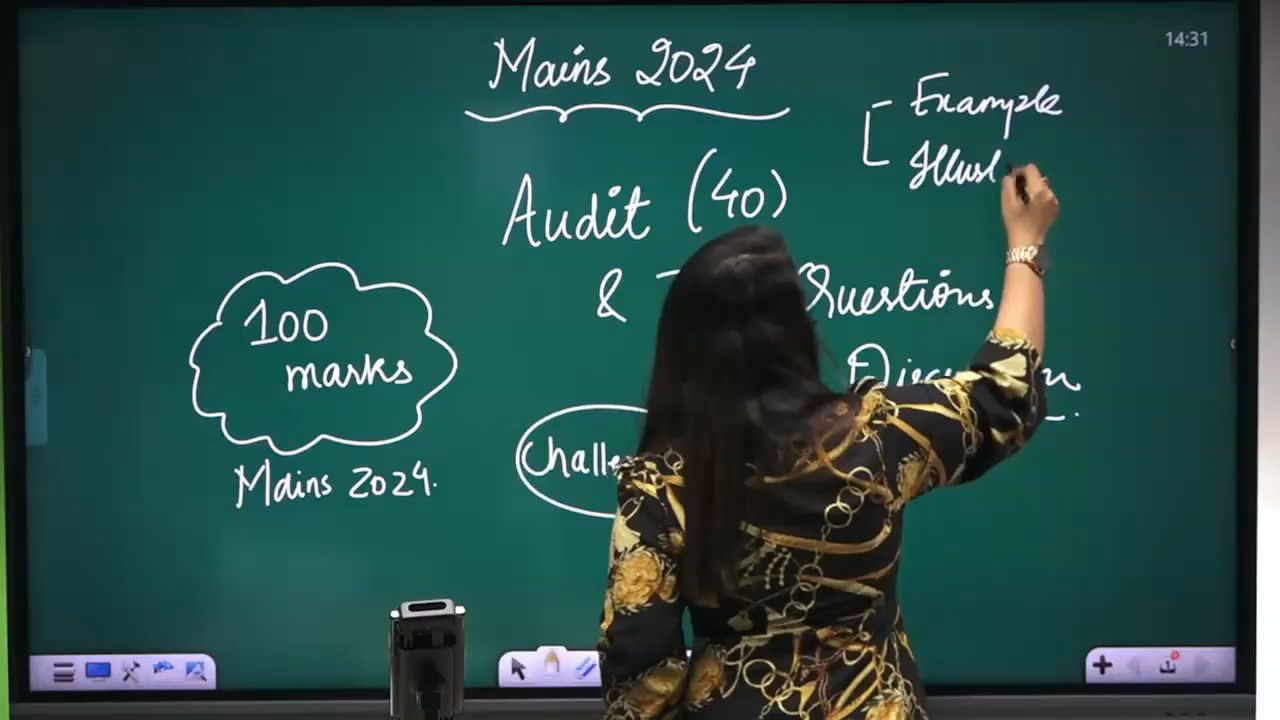 14:31
Mains 2024
Example
Illust
Audit (40)
& Questions
100
marks
Mains 2024.